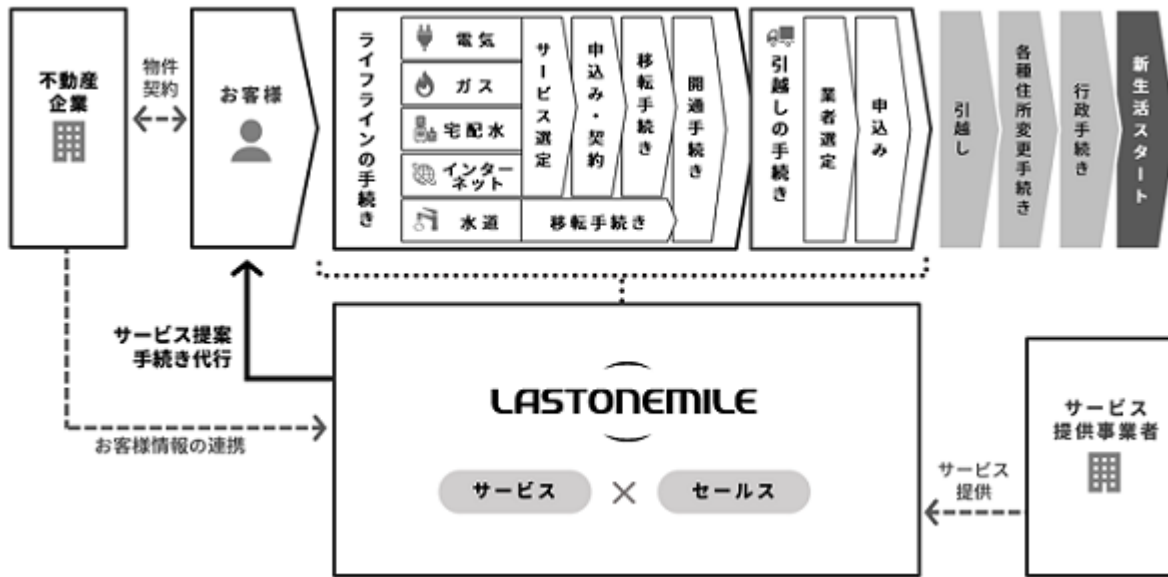 不動産
企業
物件
契約
お客様
ライフラインの手続き
電気
ガス
宅配水
インター
ネット
水道
サービス選定
申込み・契約
移転手続き
移転手続き
開通手続き
引越しの手続き
業者選定
申込み
引越し
各種住所変更手続き
行政手続き
新生活スタート
サービス提案
手続き代行
お客様情報の連携
LASTONEMILE
サービス
×
セールス
サービス
提供
サービス
提供事業者